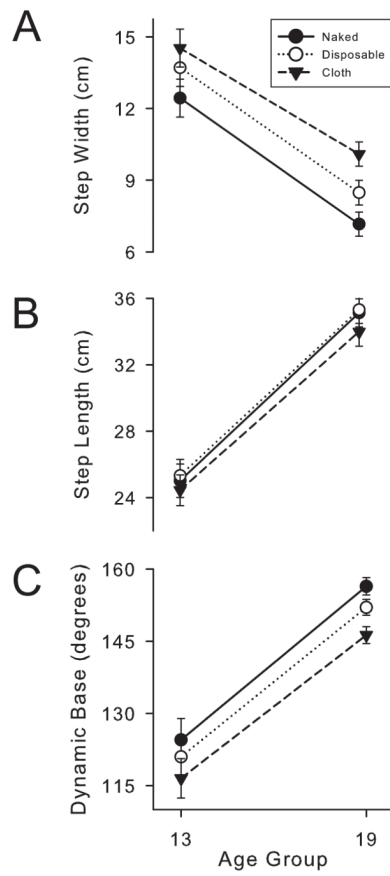 A
Step Width (cm)
15
12
9
6
Naked
Disposable
Cloth
B
Step Length (cm)
36
32
28
24
C
Dynamic Base (degrees)
160
145
130
115
13
19
Age Group